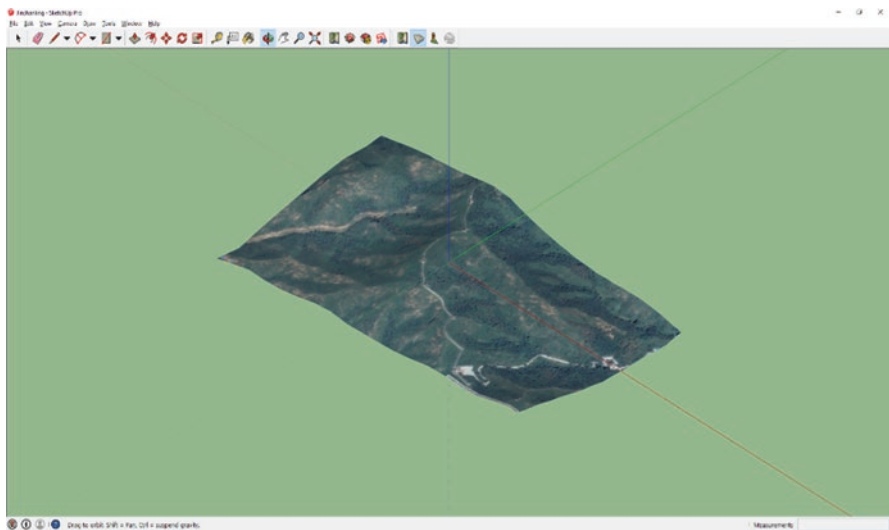 SketchUp Pro
File Edit View Camera Draw Tools Window Help
Drag to orbit. Shift = Pan, Ctrl = suspend gravity.
Measurements